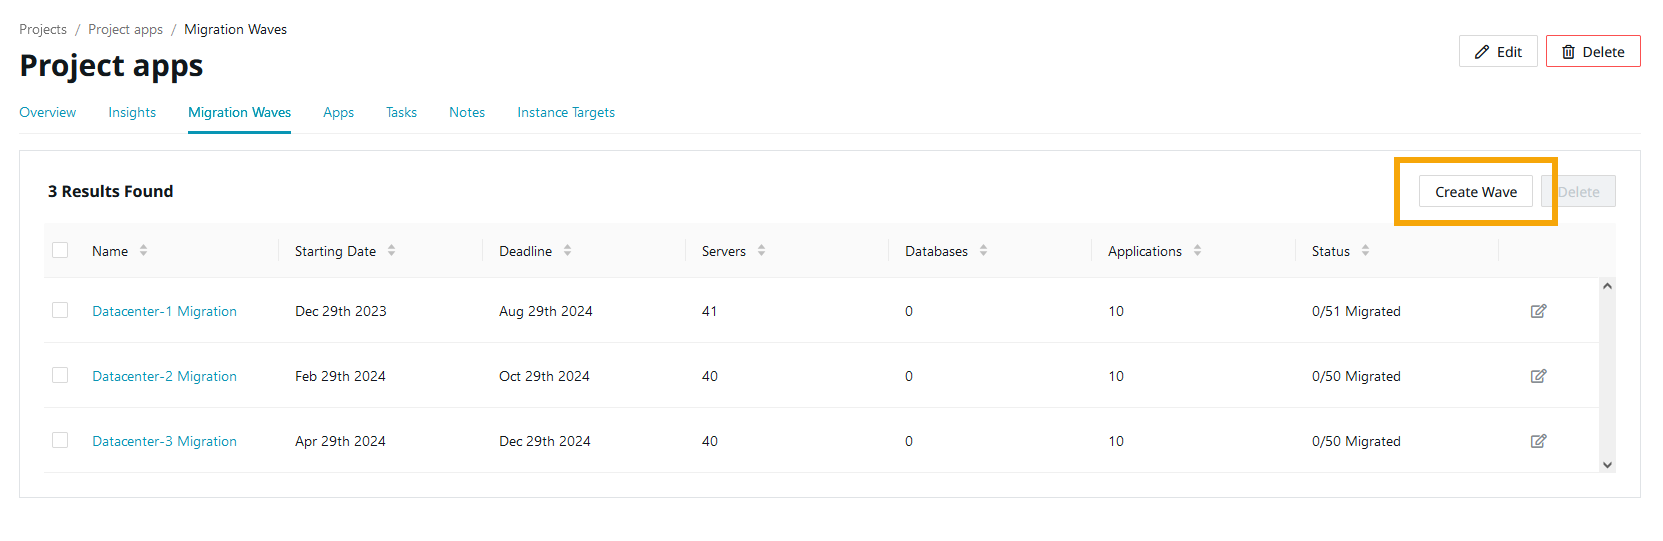 Projects / Project apps / Migration Waves
Project apps
Edit
Delete
Overview Insights Migration Waves Apps Tasks Notes Instance Targets
3 Results Found
Create Wave
Delete
Name Starting Date Deadline Servers Databases Applications Status
Datacenter-1 Migration Dec 29th 2023 Aug 29th 2024 41 0 10 0/51 Migrated
Datacenter-2 Migration Feb 29th 2024 Oct 29th 2024 40 0 10 0/50 Migrated
Datacenter-3 Migration Apr 29th 2024 Dec 29th 2024 40 0 10 0/50 Migrated